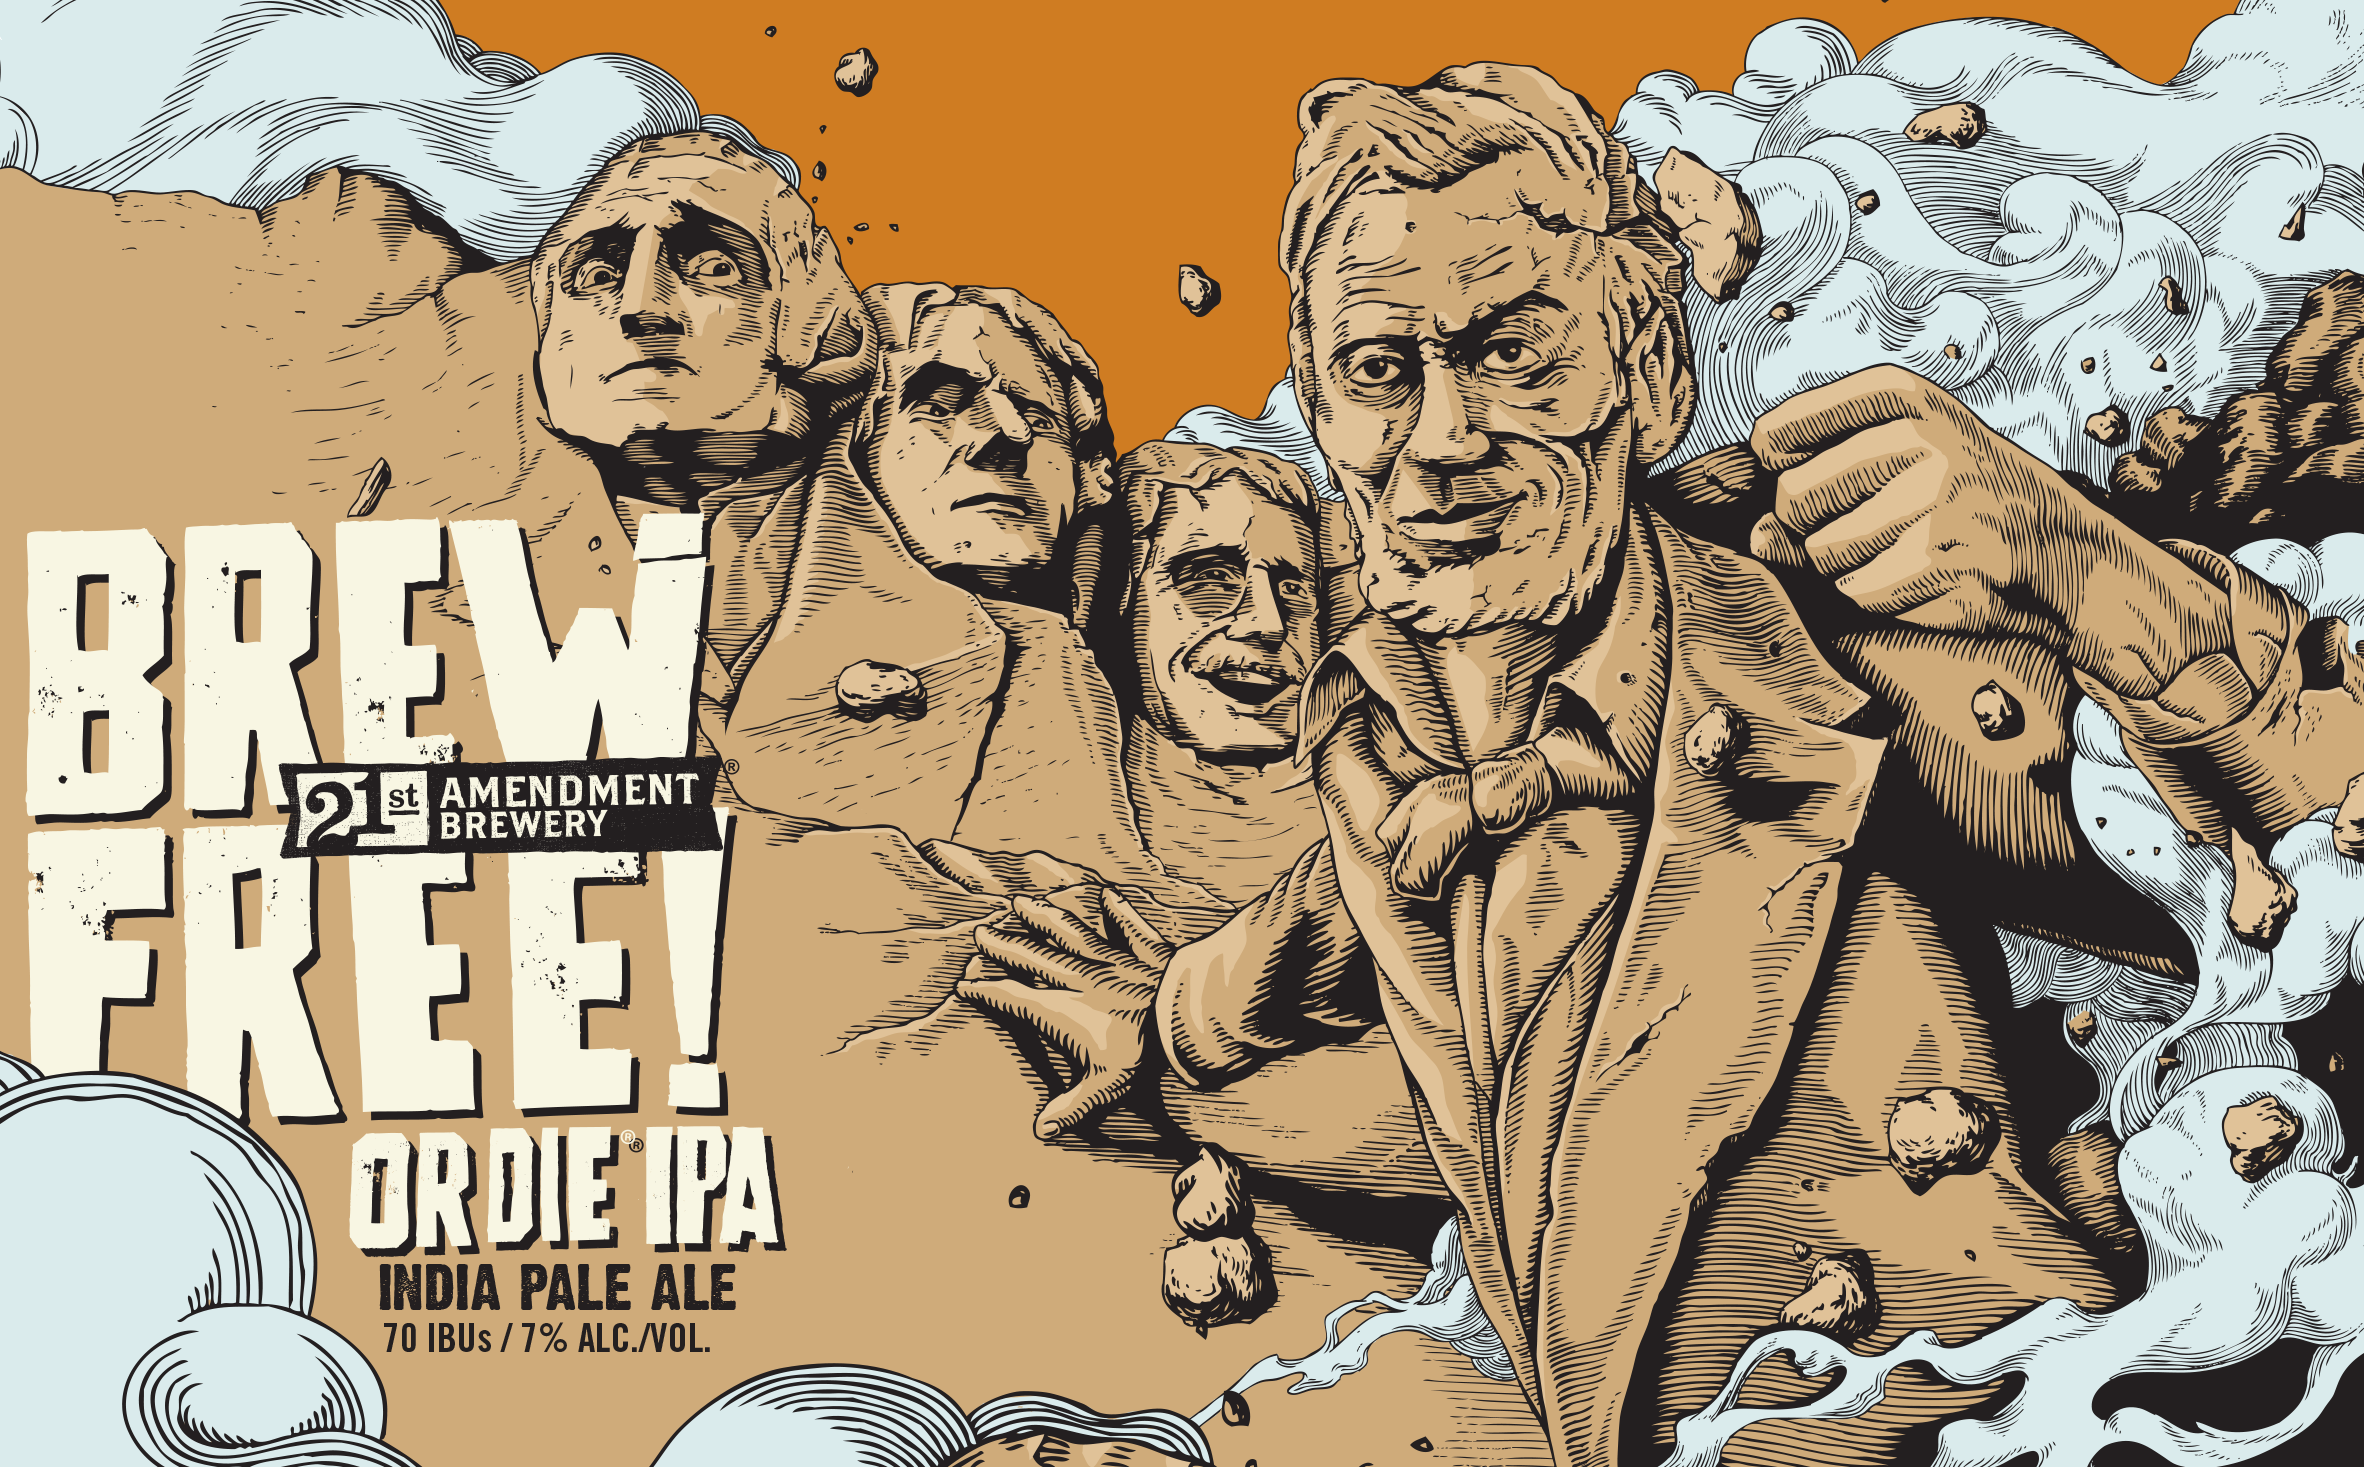 BREW
21st AMENDMENT ®
BREWERY
FREE!
OR DIE® ® IPA
INDIA PALE ALE
70 IBUs / 7% ALC./VOL.